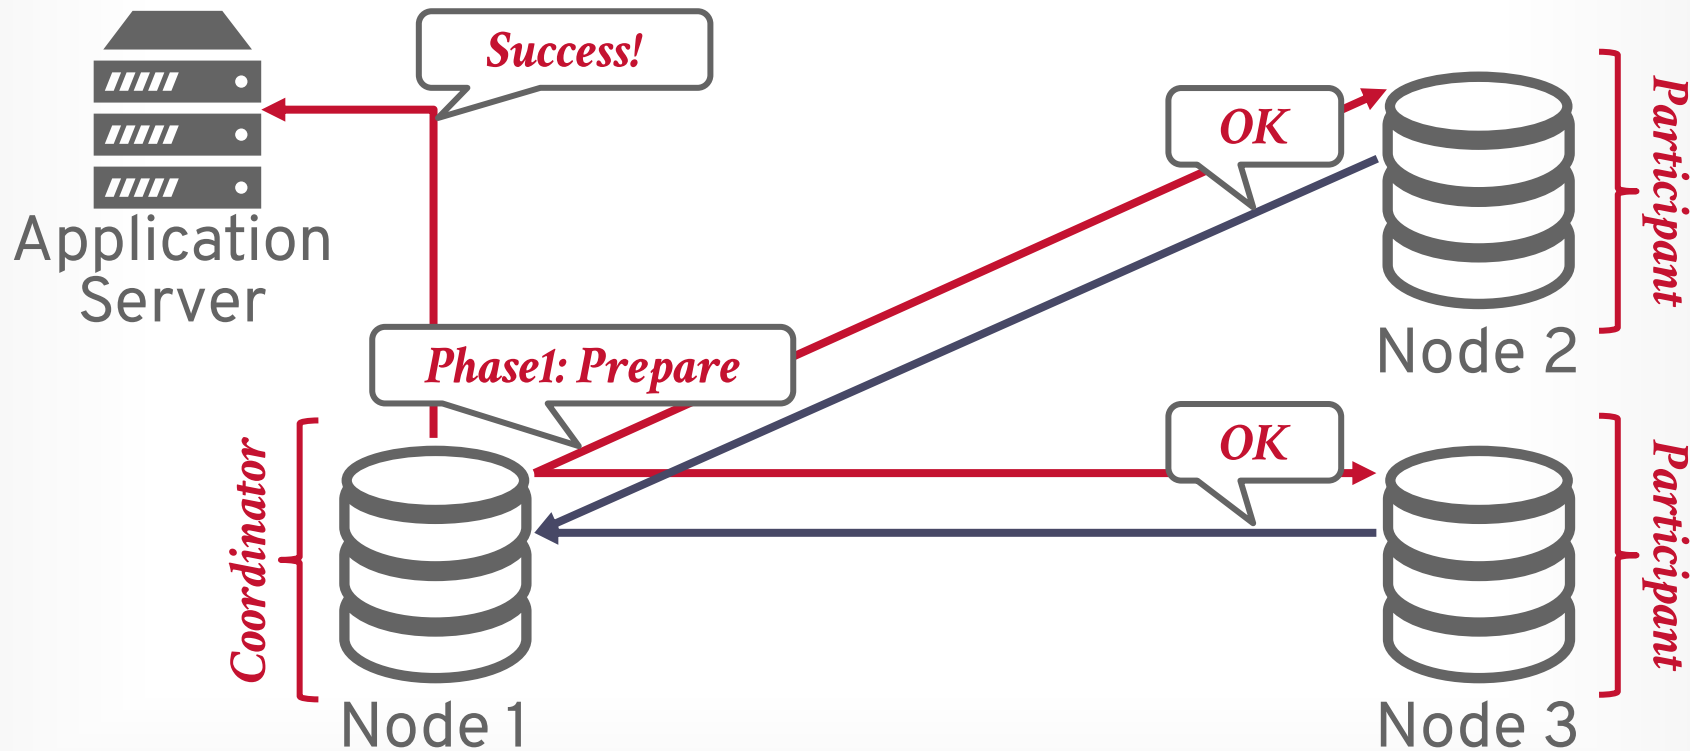 Success!
OK
Participant
Application
Server
Node 2
Phase1: Prepare
OK
Coordinator
Participant
Node 1
Node 3